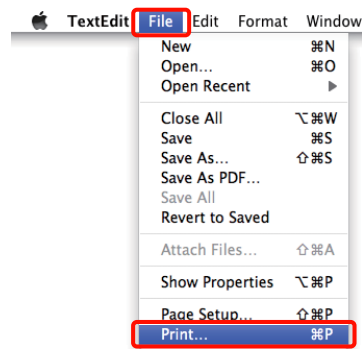 TextEdit File Edit Format Window
New ⌘N
Open... ⌘O
Open Recent ▶
Close All ⌥⌘W
Save ⌘S
Save As... ⇧⌘S
Save As PDF...
Save All
Revert to Saved
Attach Files... ⇧⌘A
Show Properties ⌥⌘P
Page Setup... ⇧⌘P
Print... ⌘P